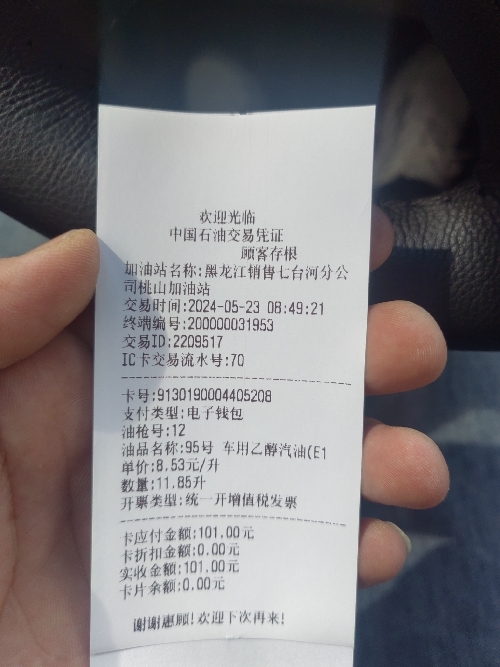 欢迎光临
中国石油交易凭证
顾客存根
加油站名称:黑龙江销售七台河分公
司桃山加油站
交易时间:2024-05-23 08:49:21
终端编号:200000031953
交易ID:2209517
IC卡交易流水号:70
卡号:9130190004405208
支付类型:电子钱包
油枪号:12
油品名称:95号 车用乙醇汽油(E1
单价:8.53元/升
数量:11.85升
开票类型:统一开增值税发票
卡应付金额:101.00元
卡折扣金额:0.00元
实收金额:101.00元
卡片余额:0.00元
谢谢惠顾!欢迎下次再来!